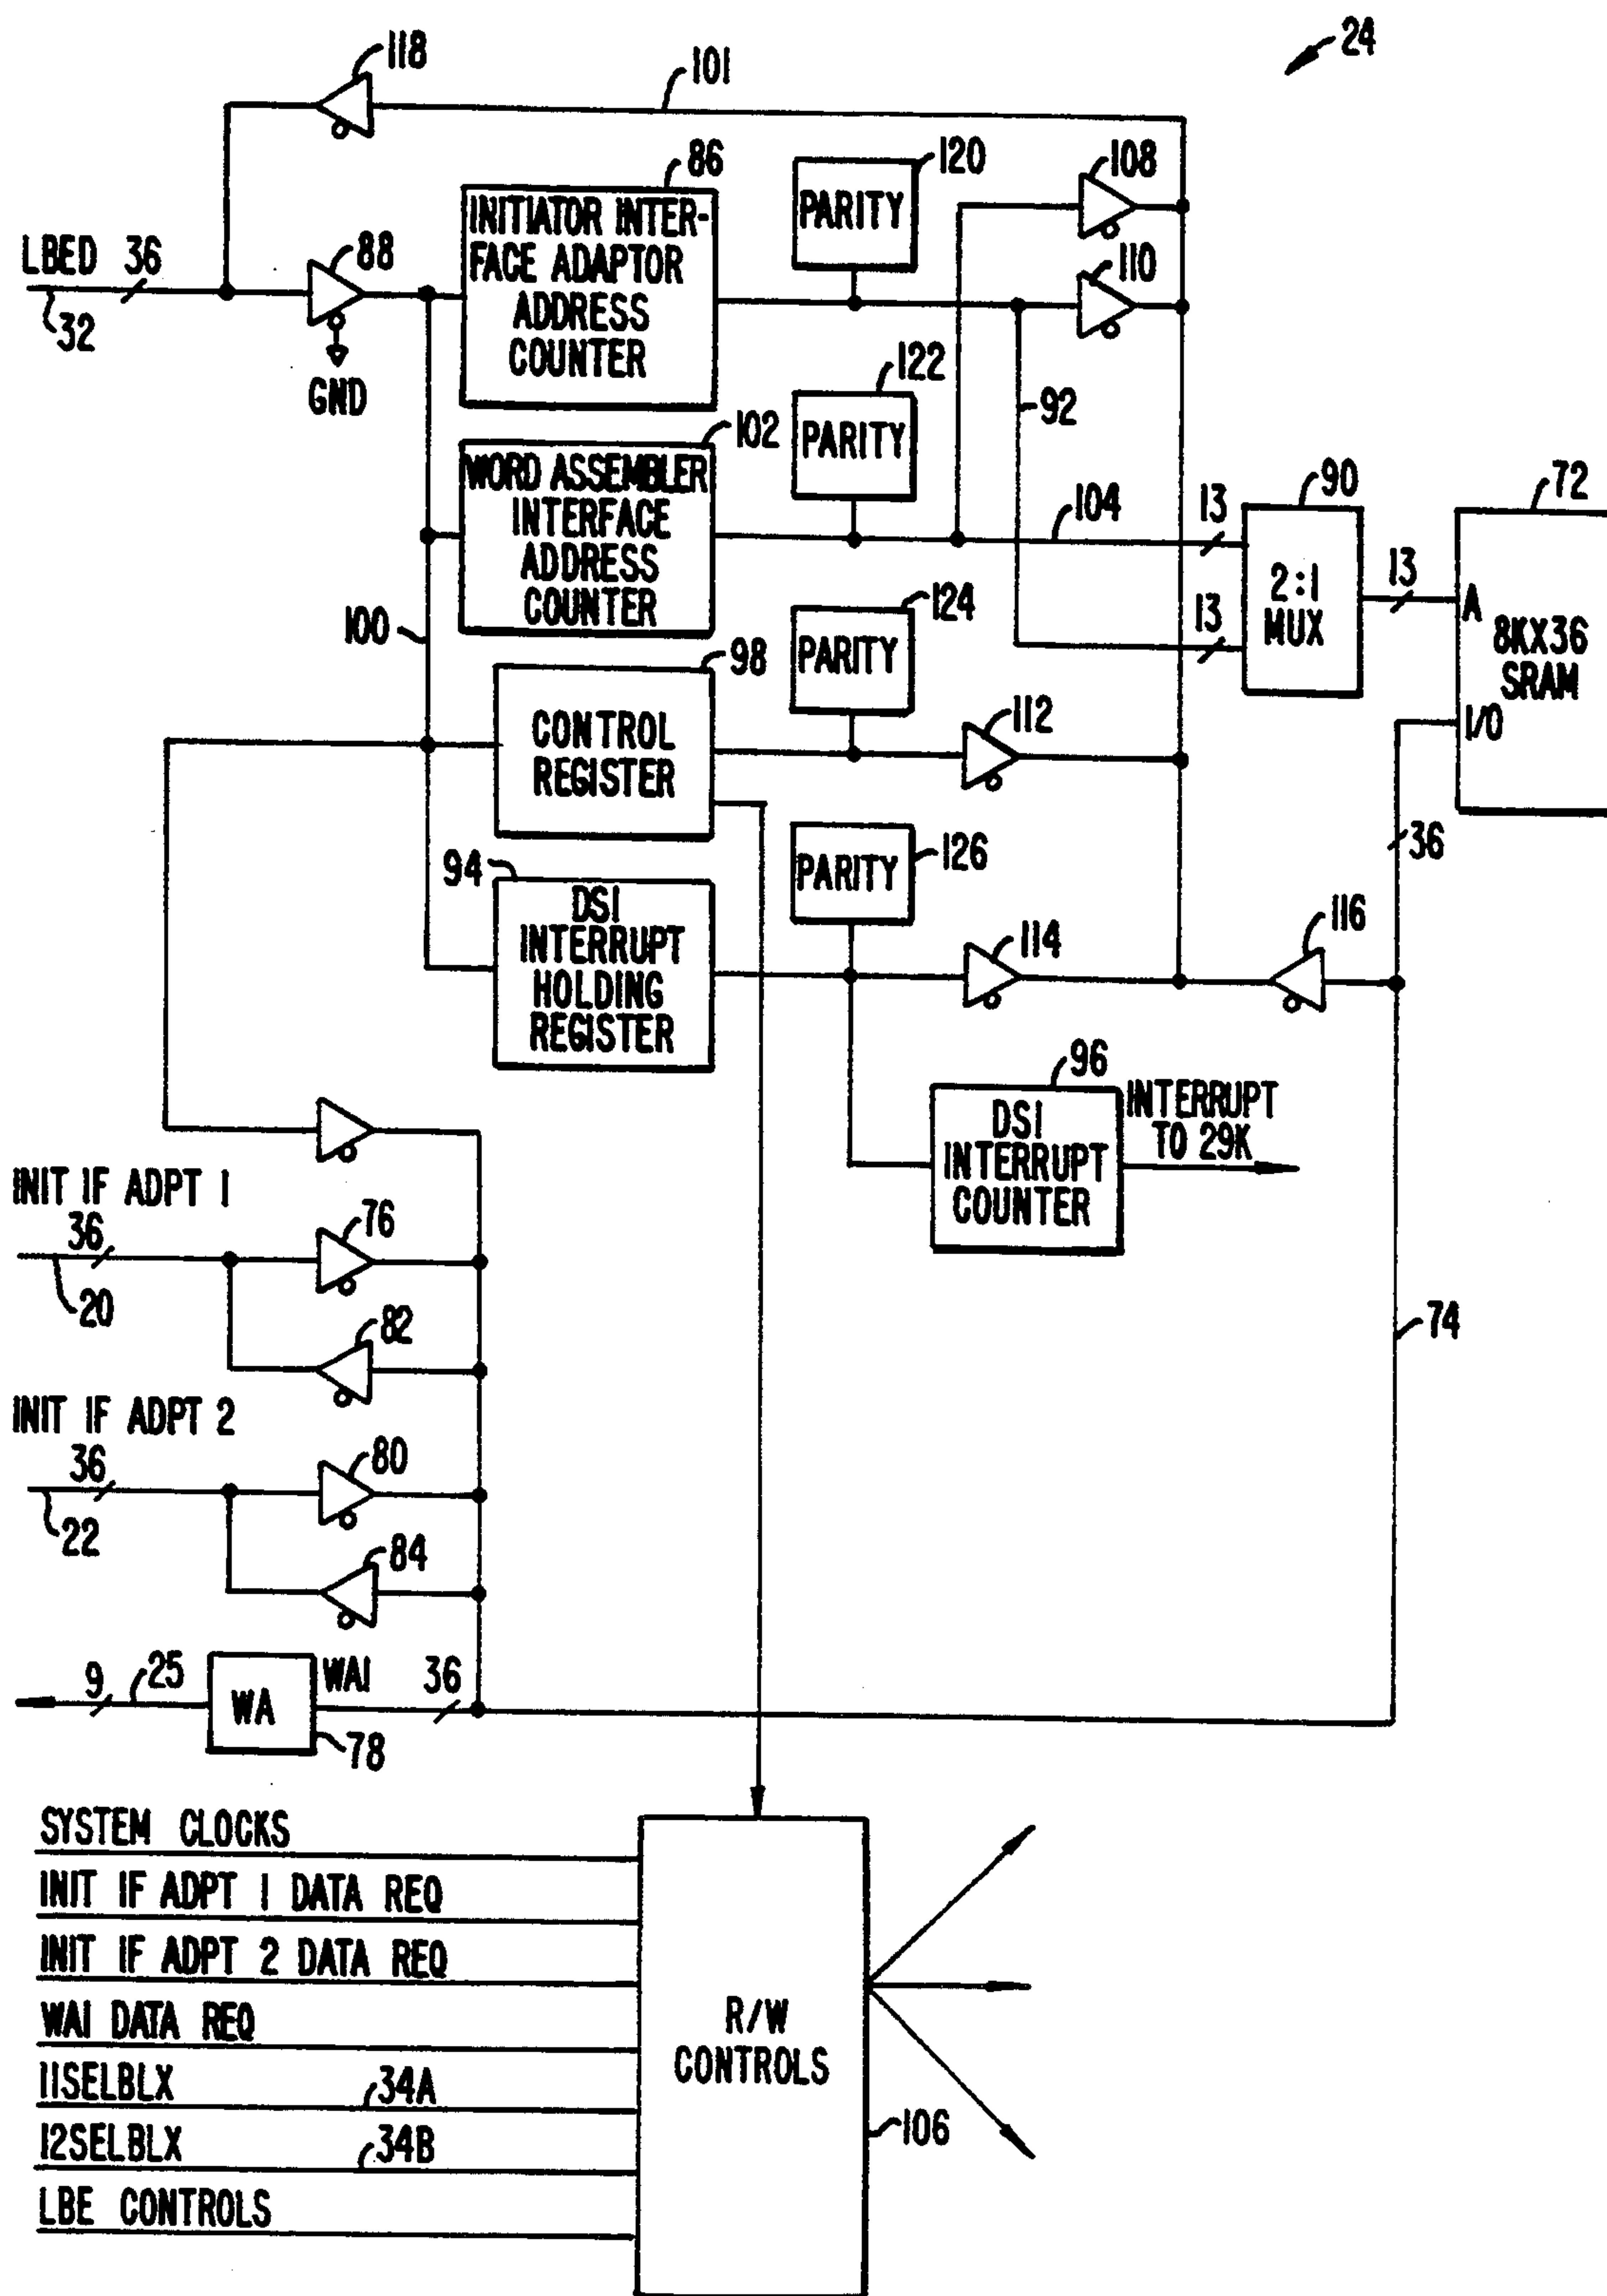 24
118
101
86
120
108
INITIATOR INTER-
FACE ADAPTOR
ADDRESS
COUNTER
PARITY
LBED 36
88
110
32
GND
122
92
102
PARITY
WORD ASSEMBLER
INTERFACE
ADDRESS
COUNTER
104
13
90
72
2:1
MUX
13
13
A
8KX36
SRAM
I/O
100
124
98
PARITY
112
CONTROL
REGISTER
36
126
94
PARITY
116
DSI
INTERRUPT
HOLDING
REGISTER
114
96
DSI
INTERRUPT
COUNTER
INTERRUPT
TO 29K
INIT IF ADPT 1
36
76
20
82
74
INIT IF ADPT 2
36
80
22
84
9
25
WA
WAI
36
78
SYSTEM CLOCKS
INIT IF ADPT 1 DATA REQ
INIT IF ADPT 2 DATA REQ
WAI DATA REQ
I1SELBLX
34A
I2SELBLX
34B
LBE CONTROLS
R/W
CONTROLS
106